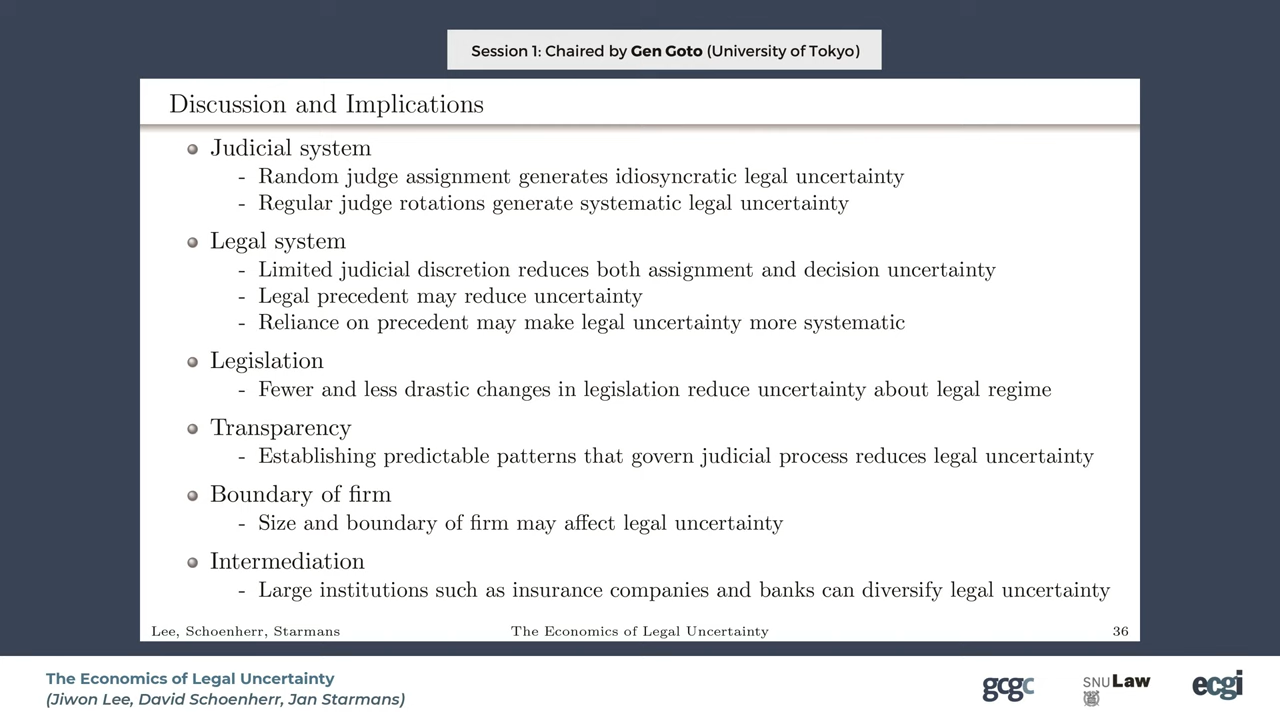 Session 1: Chaired by Gen Goto (University of Tokyo)
Discussion and Implications
Judicial system
- Random judge assignment generates idiosyncratic legal uncertainty
- Regular judge rotations generate systematic legal uncertainty
Legal system
- Limited judicial discretion reduces both assignment and decision uncertainty
- Legal precedent may reduce uncertainty
- Reliance on precedent may make legal uncertainty more systematic
Legislation
- Fewer and less drastic changes in legislation reduce uncertainty about legal regime
Transparency
- Establishing predictable patterns that govern judicial process reduces legal uncertainty
Boundary of firm
- Size and boundary of firm may affect legal uncertainty
Intermediation
- Large institutions such as insurance companies and banks can diversify legal uncertainty
Lee, Schoenherr, Starmans The Economics of Legal Uncertainty 36
The Economics of Legal Uncertainty
(Jiwon Lee, David Schoenherr, Jan Starmans)
gcgc SNU Law ecgi